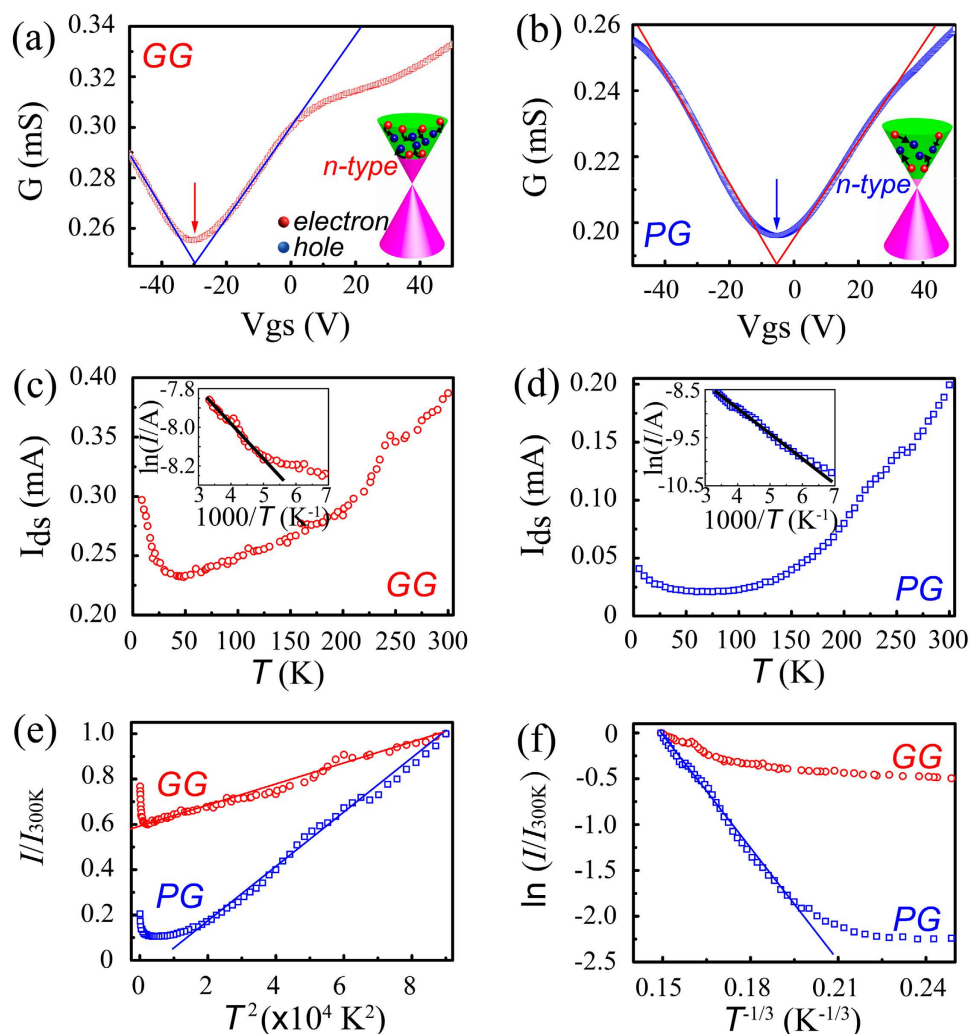 (a)
GG
G (mS)
0.34
0.32
0.30
0.28
0.26
n-type
electron
hole
-40 -20 0 20 40
Vgs (V)
(b)
PG
G (mS)
0.26
0.24
0.22
0.20
n-type
-40 -20 0 20 40
Vgs (V)
(c)
Ids (mA)
0.40
0.35
0.30
0.25
0.20
ln(I/A)
-7.8
-8.0
-8.2
3 4 5 6 7
1000/T (K-1)
GG
0 50 100 150 200 250 300
T (K)
(d)
Ids (mA)
0.20
0.15
0.10
0.05
0
ln(I/A)
-8.5
-9.5
-10.5
3 4 5 6 7
1000/T (K-1)
PG
0 50 100 150 200 250 300
T (K)
(e)
I/I300K
1.0
0.8
0.6
0.4
0.2
0
GG
PG
0 2 4 6 8
T2 (x104 K2)
(f)
ln (I/I300K)
0
-0.5
-1.0
-1.5
-2.0
-2.5
GG
PG
0.15 0.18 0.21 0.24
T-1/3 (K-1/3)